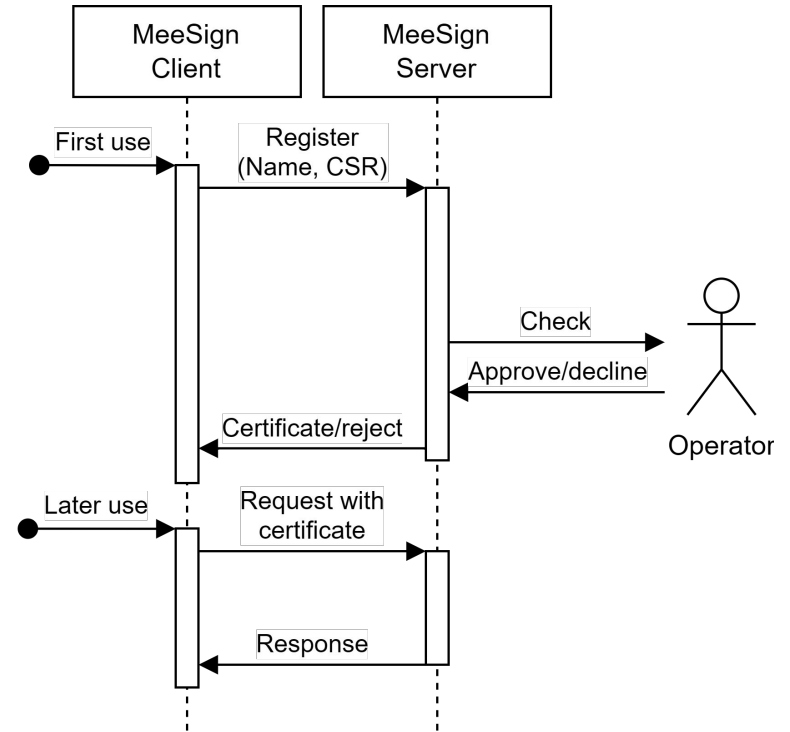 MeeSign
Client
MeeSign
Server
First use
Register
(Name, CSR)
Check
Approve/decline
Operator
Certificate/reject
Later use
Request with
certificate
Response